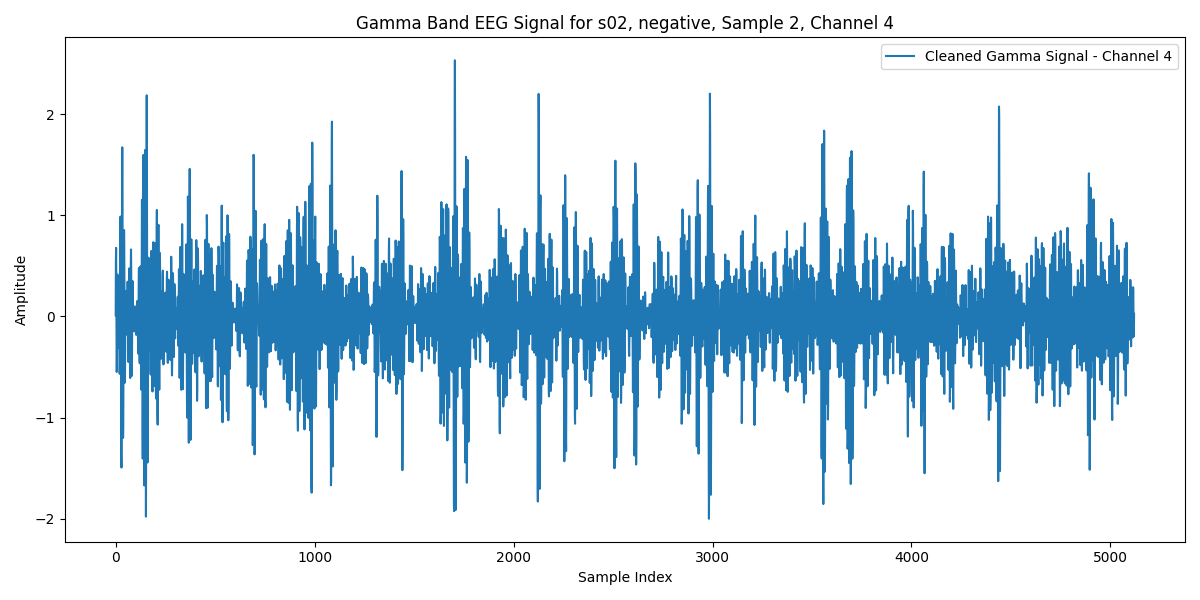 Gamma Band EEG Signal for s02, negative, Sample 2, Channel 4
Cleaned Gamma Signal - Channel 4
Amplitude
2
1
0
−1
−2
0 1000 2000 3000 4000 5000
Sample Index